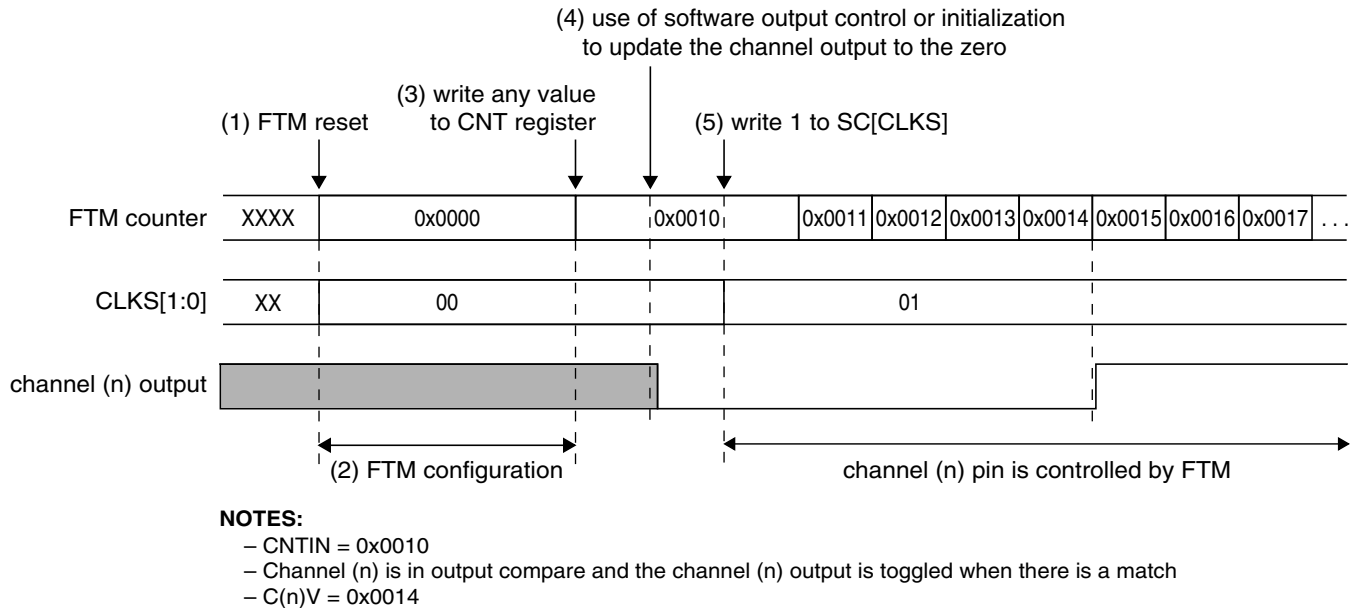 (4) use of software output control or initialization
to update the channel output to the zero
(3) write any value
to CNT register
(1) FTM reset
(5) write 1 to SC[CLKS]
FTM counter XXXX 0x0000 0x0010 0x0011 0x0012 0x0013 0x0014 0x0015 0x0016 0x0017 . . .
CLKS[1:0] XX 00 01
channel (n) output
(2) FTM configuration
channel (n) pin is controlled by FTM
NOTES:
– CNTIN = 0x0010
– Channel (n) is in output compare and the channel (n) output is toggled when there is a match
– C(n)V = 0x0014